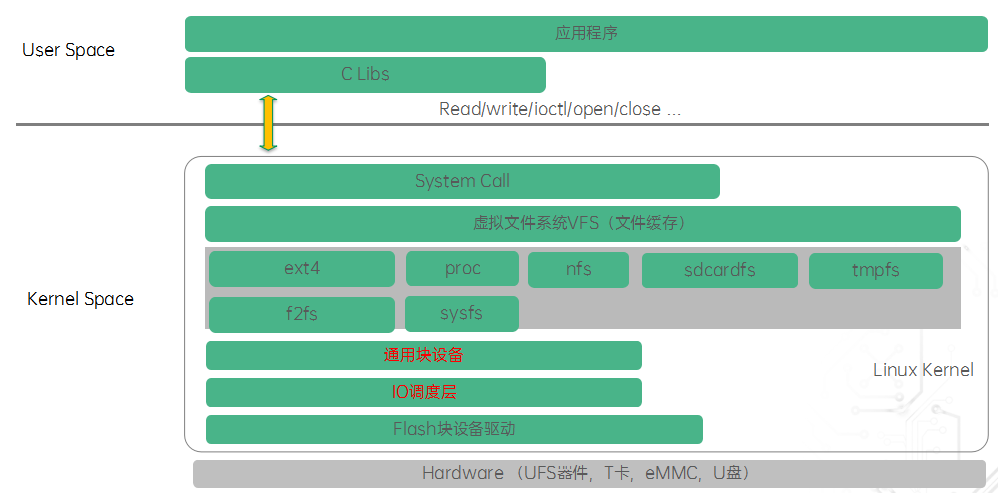 应用程序
User Space
C Libs
Read/write/ioctl/open/close ...
System Call
虚拟文件系统VFS（文件缓存）
ext4 proc nfs sdcardfs tmpfs
Kernel Space
f2fs sysfs
通用块设备
Linux Kernel
IO调度层
Flash块设备驱动
Hardware （UFS器件，T卡，eMMC，U盘）